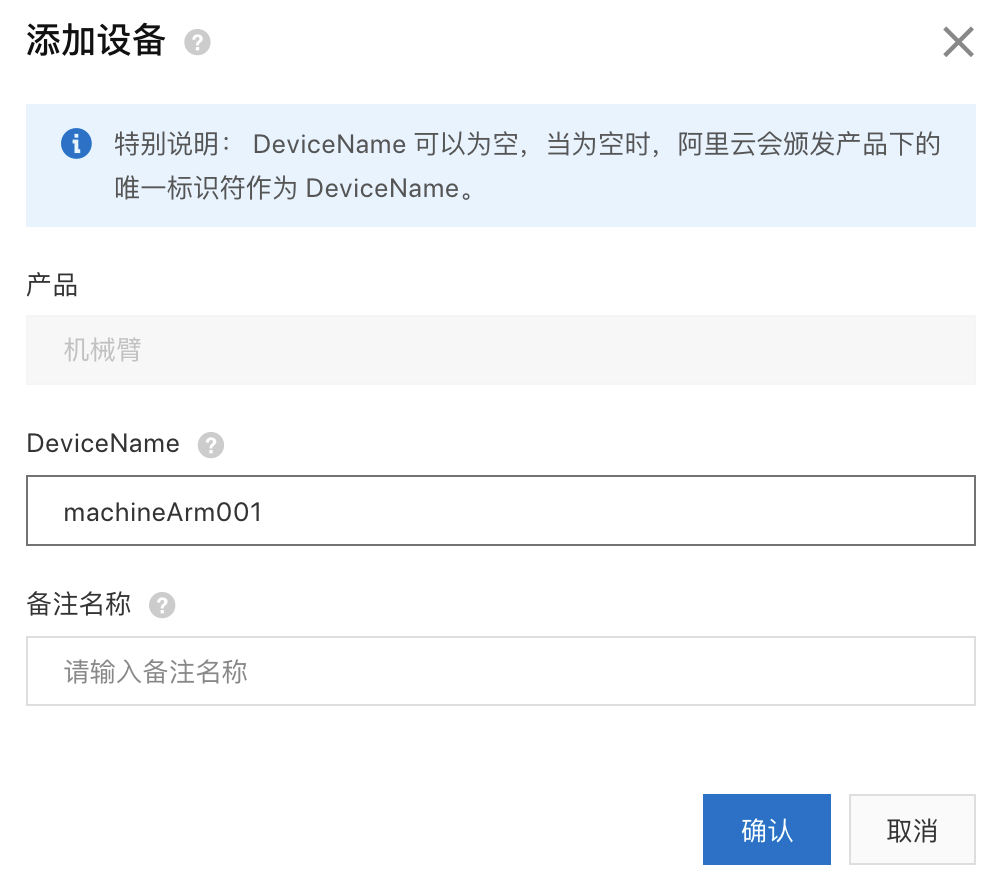 添加设备
特别说明： DeviceName 可以为空，当为空时，阿里云会颁发产品下的
唯一标识符作为 DeviceName。
产品
机械臂
DeviceName
machineArm001
备注名称
请输入备注名称
确认 取消